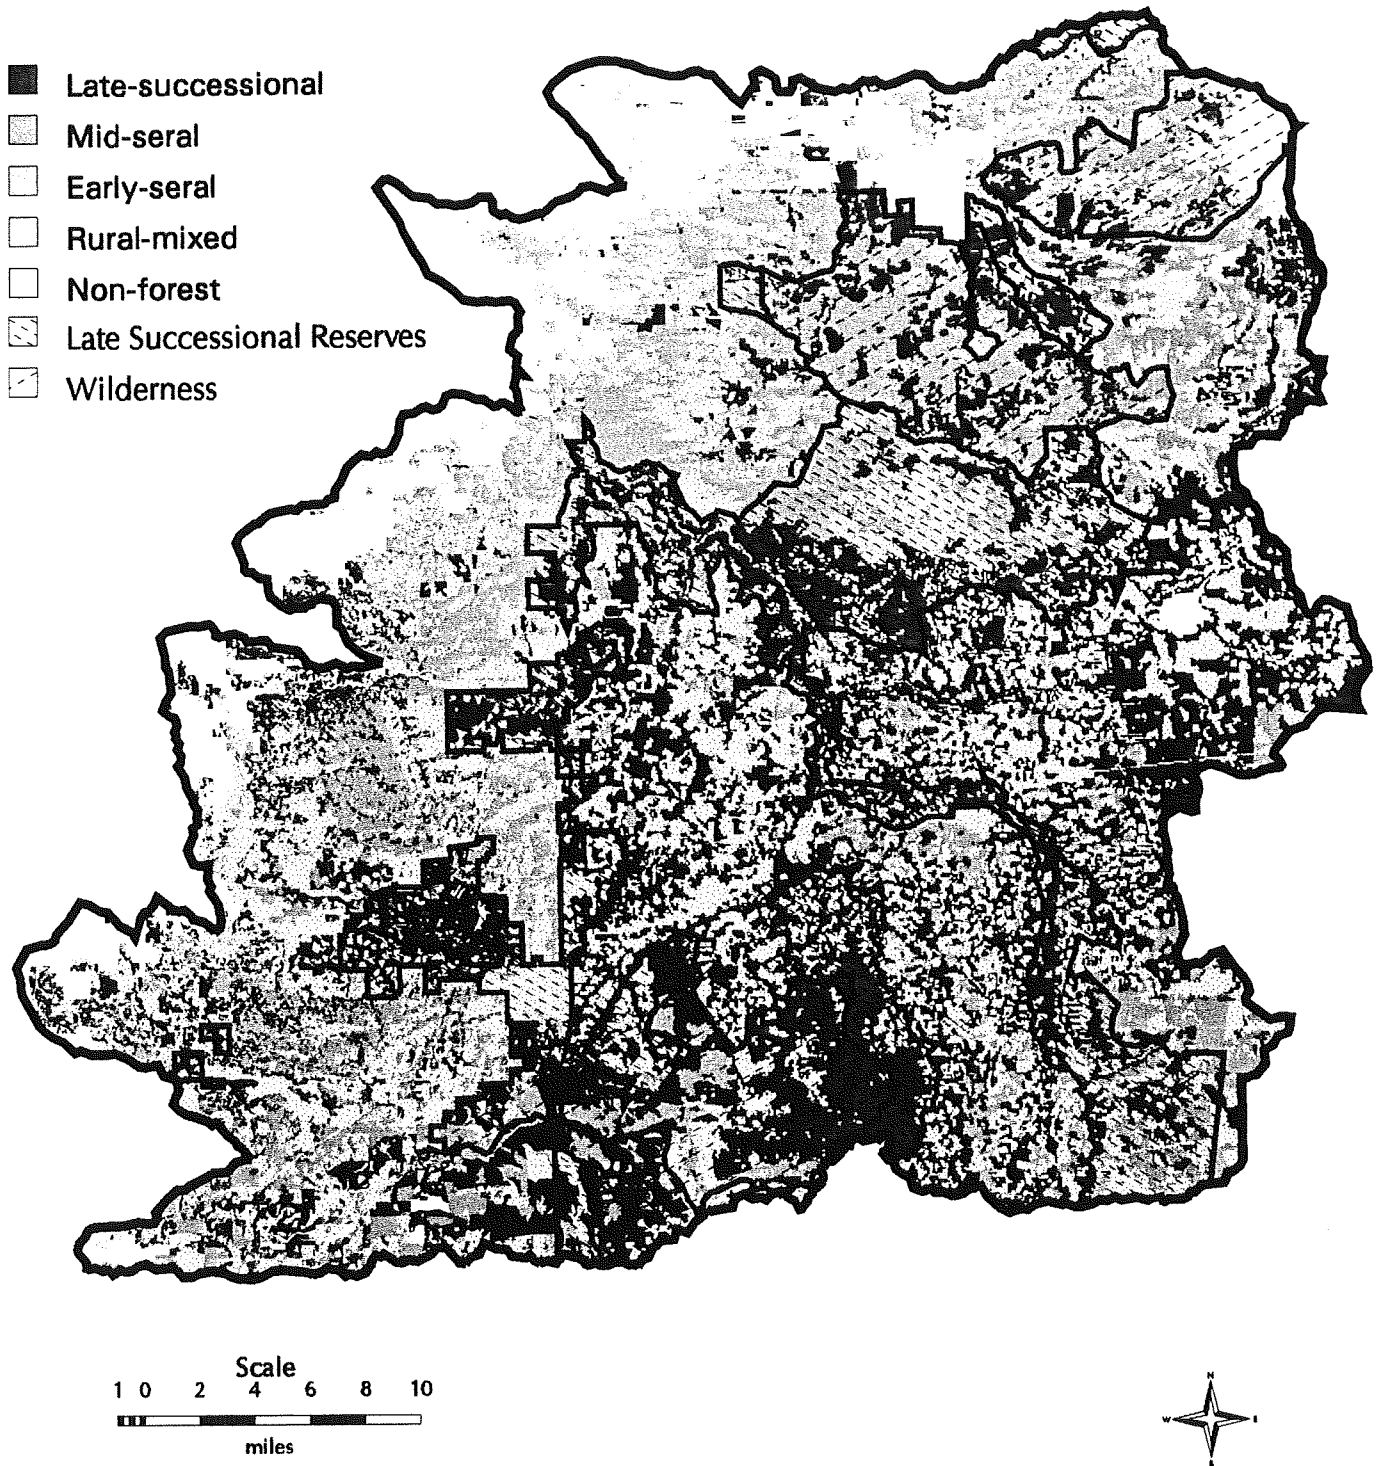 Late-successional
Mid-seral
Early-seral
Rural-mixed
Non-forest
Late Successional Reserves
Wilderness
Scale
1 0 2 4 6 8 10
miles
N
W